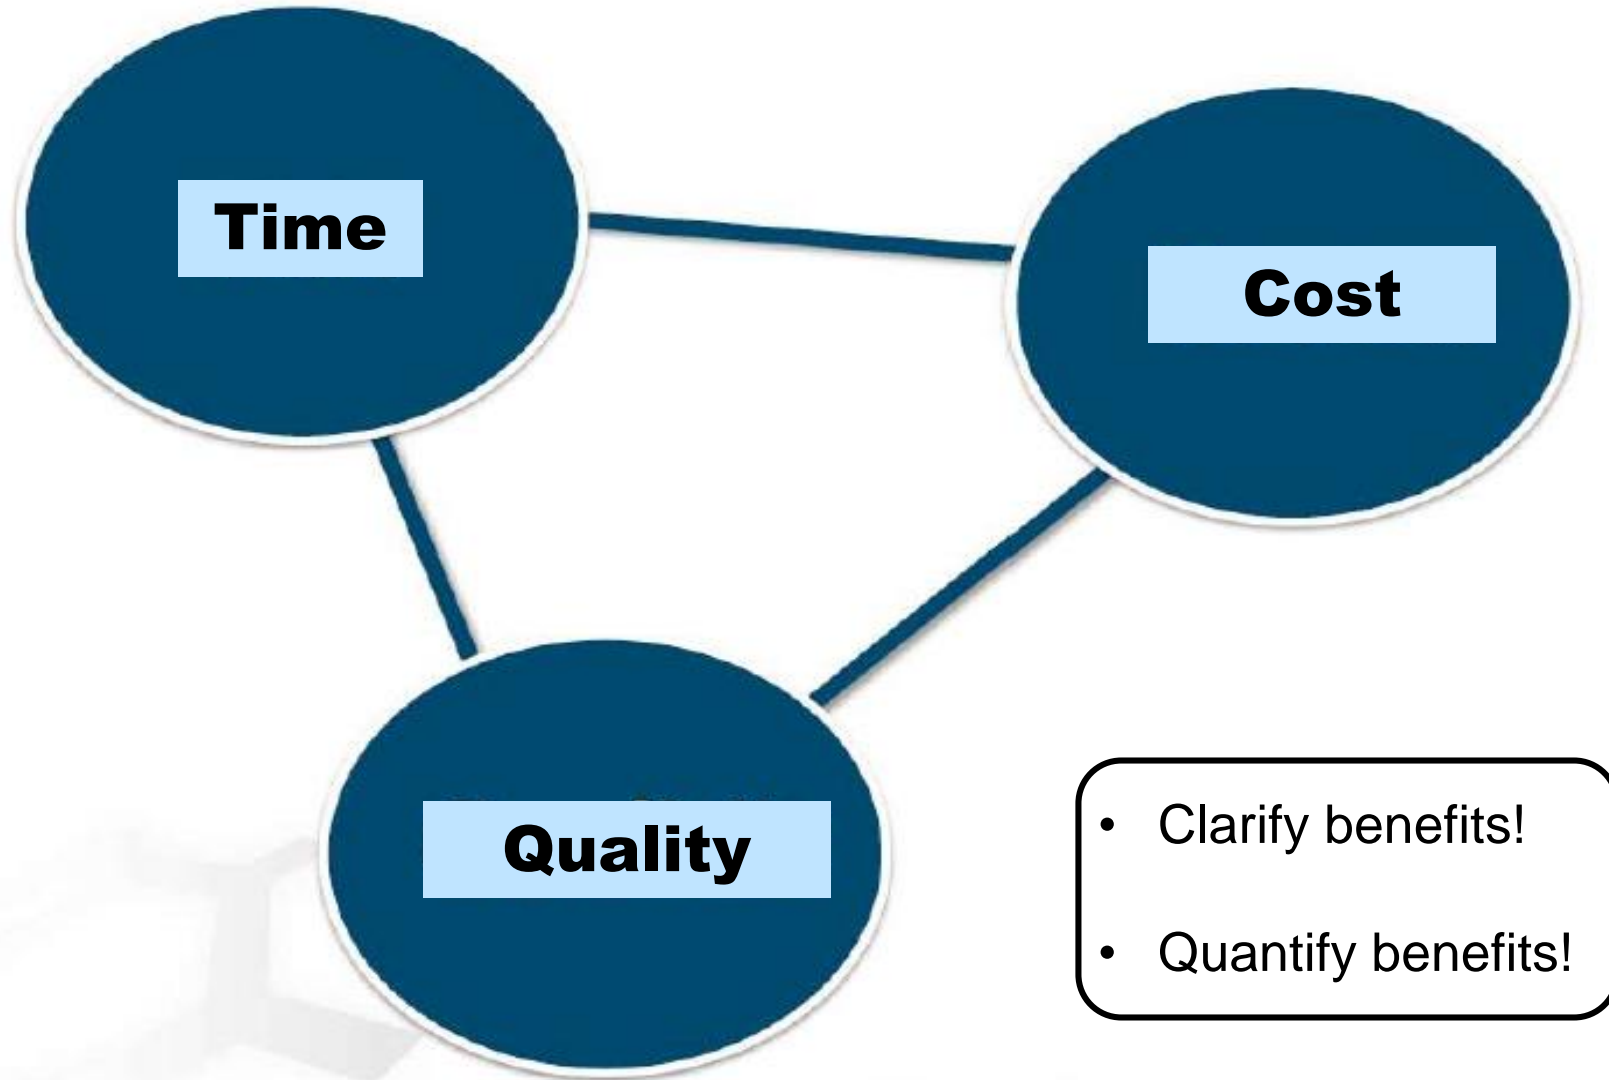 Time
Cost
Quality
• Clarify benefits!
• Quantify benefits!